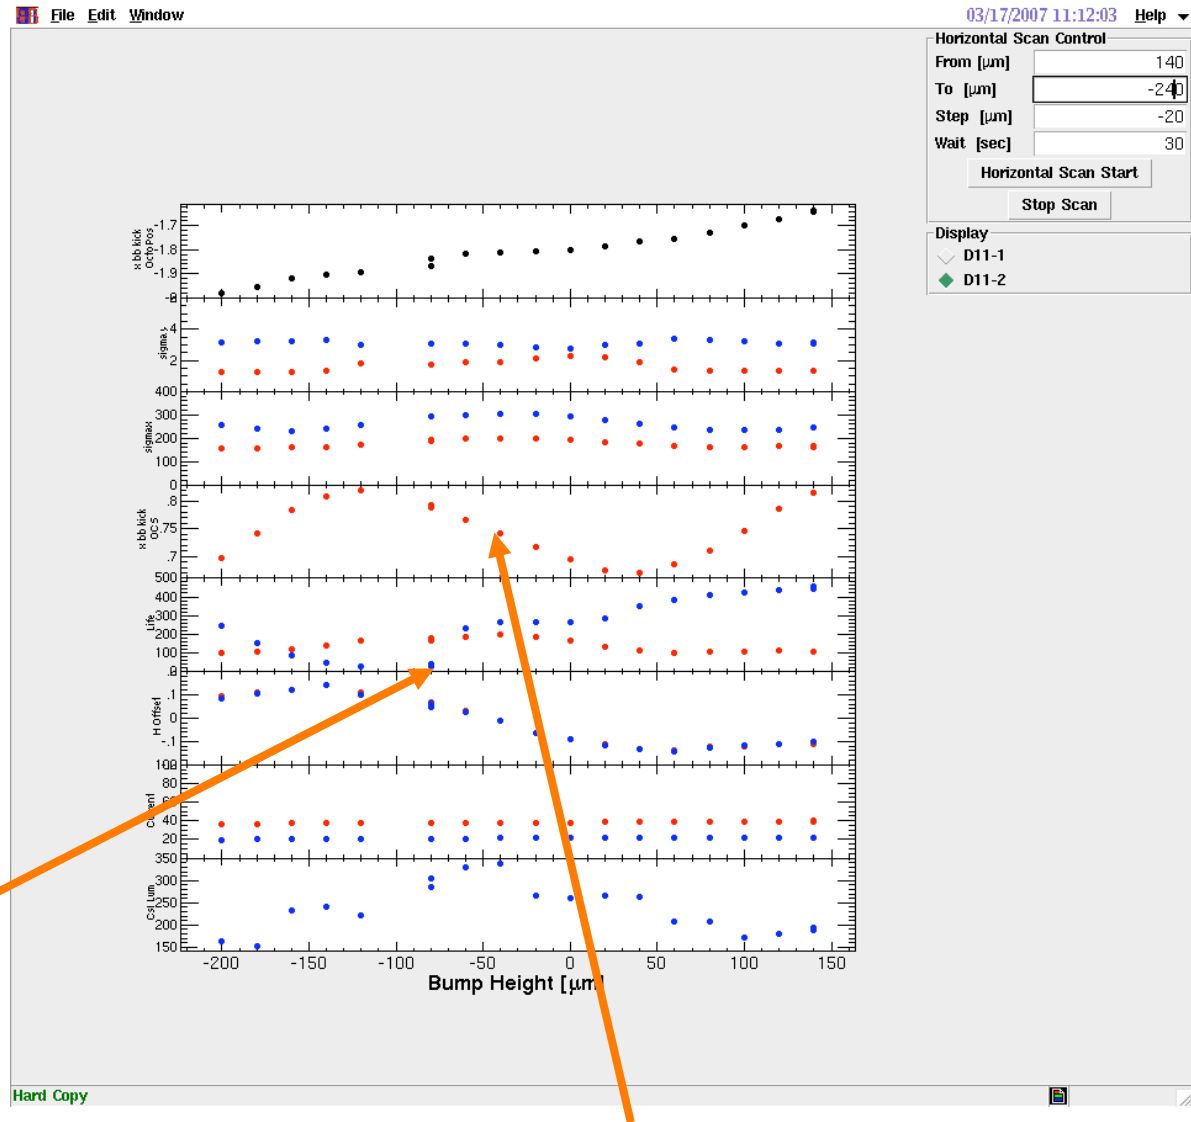 File Edit Window 03/17/2007 11:12:03 Help
Horizontal Scan Control
From [μm] 140
To [μm] -240
Step [μm] -20
Wait [sec] 30
Horizontal Scan Start
Stop Scan
Display
D11-1
D11-2
x bb kick
OctoPos
-1.7
-1.8
-1.9
sigmay
4
2
400
sigmax
300
200
100
0
x bb kick
.8
.75
.7
500
Life
400
300
200
100
H Offset
.1
0
-.1
100
80
40
20
350
Csl Lum
300
250
200
150
-200 -150 -100 -50 0 50 100 150
Bump Height [μm]
Hard Copy